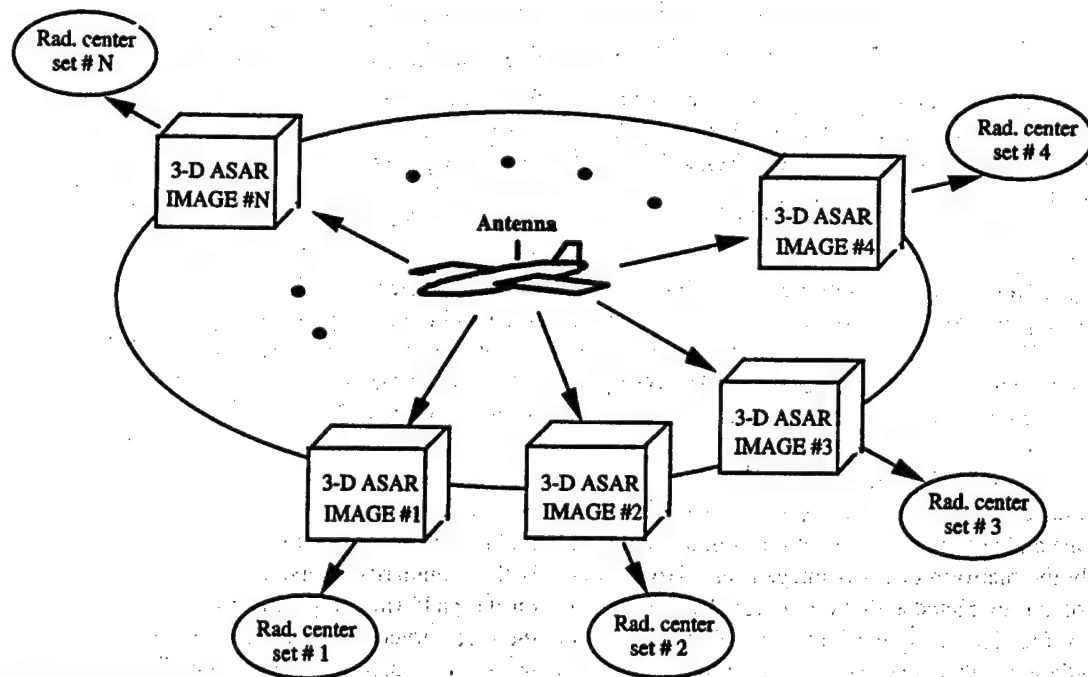 Rad. center
set # N
3-D ASAR
IMAGE #N
Rad. center
set # 4
3-D ASAR
IMAGE #4
Antenna
3-D ASAR
IMAGE #3
3-D ASAR
IMAGE #1
3-D ASAR
IMAGE #2
Rad. center
set # 3
Rad. center
set # 1
Rad. center
set # 2